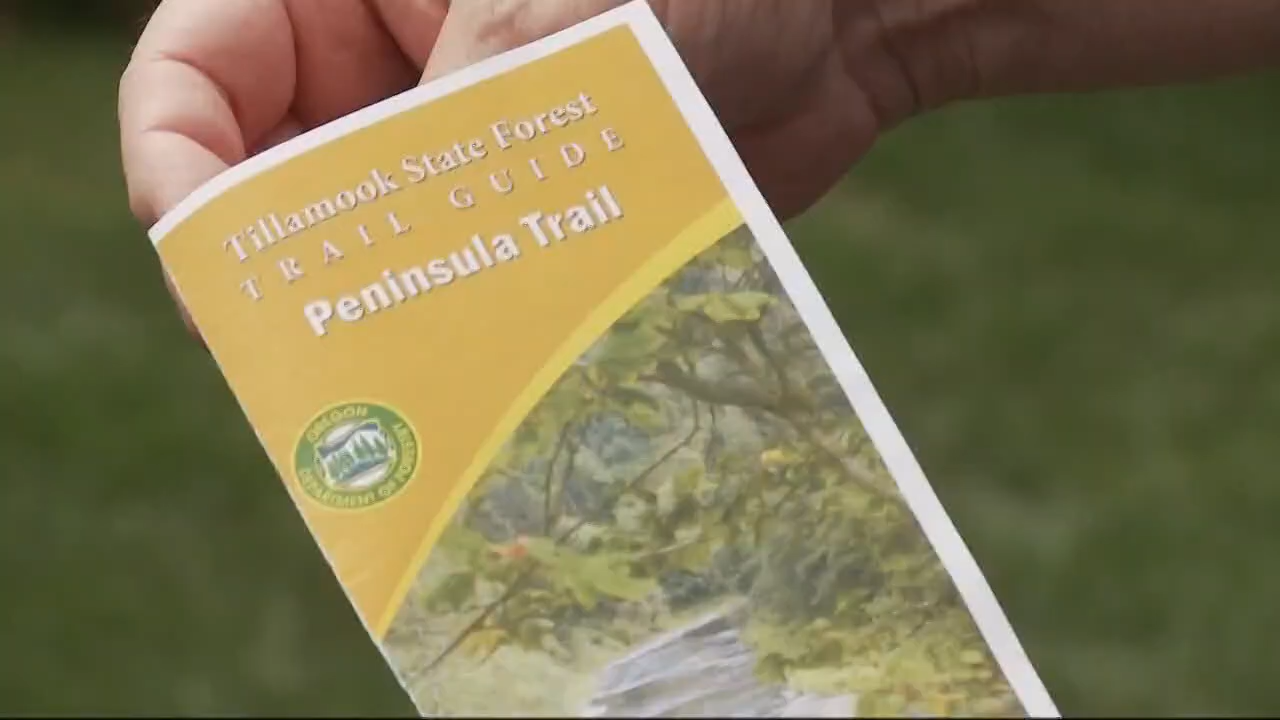 Tillamook State Forest
TRAIL GUIDE
Peninsula Trail
OREGON
DEPARTMENT OF FORESTRY